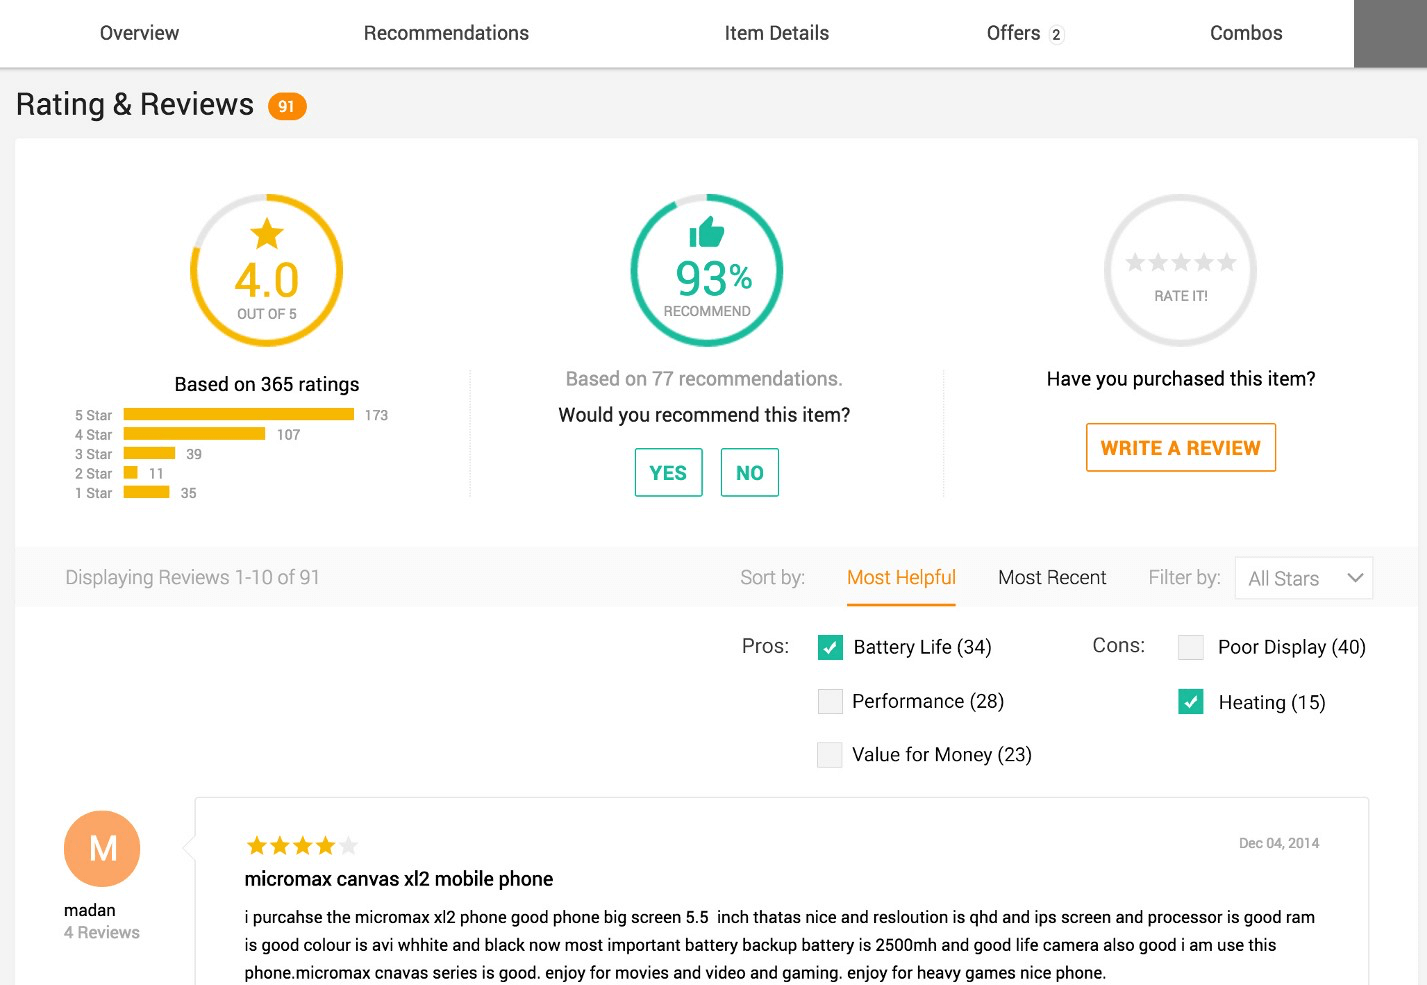 Overview Recommendations Item Details Offers 2 Combos
Rating & Reviews 91
4.0
OUT OF 5
Based on 365 ratings
5 Star 173
4 Star 107
3 Star 39
2 Star 11
1 Star 35
93%
RECOMMEND
Based on 77 recommendations.
Would you recommend this item?
YES NO
RATE IT!
Have you purchased this item?
WRITE A REVIEW
Displaying Reviews 1-10 of 91 Sort by: Most Helpful Most Recent Filter by: All Stars
Pros: Battery Life (34) Cons: Poor Display (40)
Performance (28) Heating (15)
Value for Money (23)
M
madan
4 Reviews
Dec 04, 2014
micromax canvas xl2 mobile phone
i purcahse the micromax xl2 phone good phone big screen 5.5 inch thatas nice and resloution is qhd and ips screen and processor is good ram
is good colour is avi whhite and black now most important battery backup battery is 2500mh and good life camera also good i am use this
phone.micromax cnavas series is good. enjoy for movies and video and gaming. enjoy for heavy games nice phone.